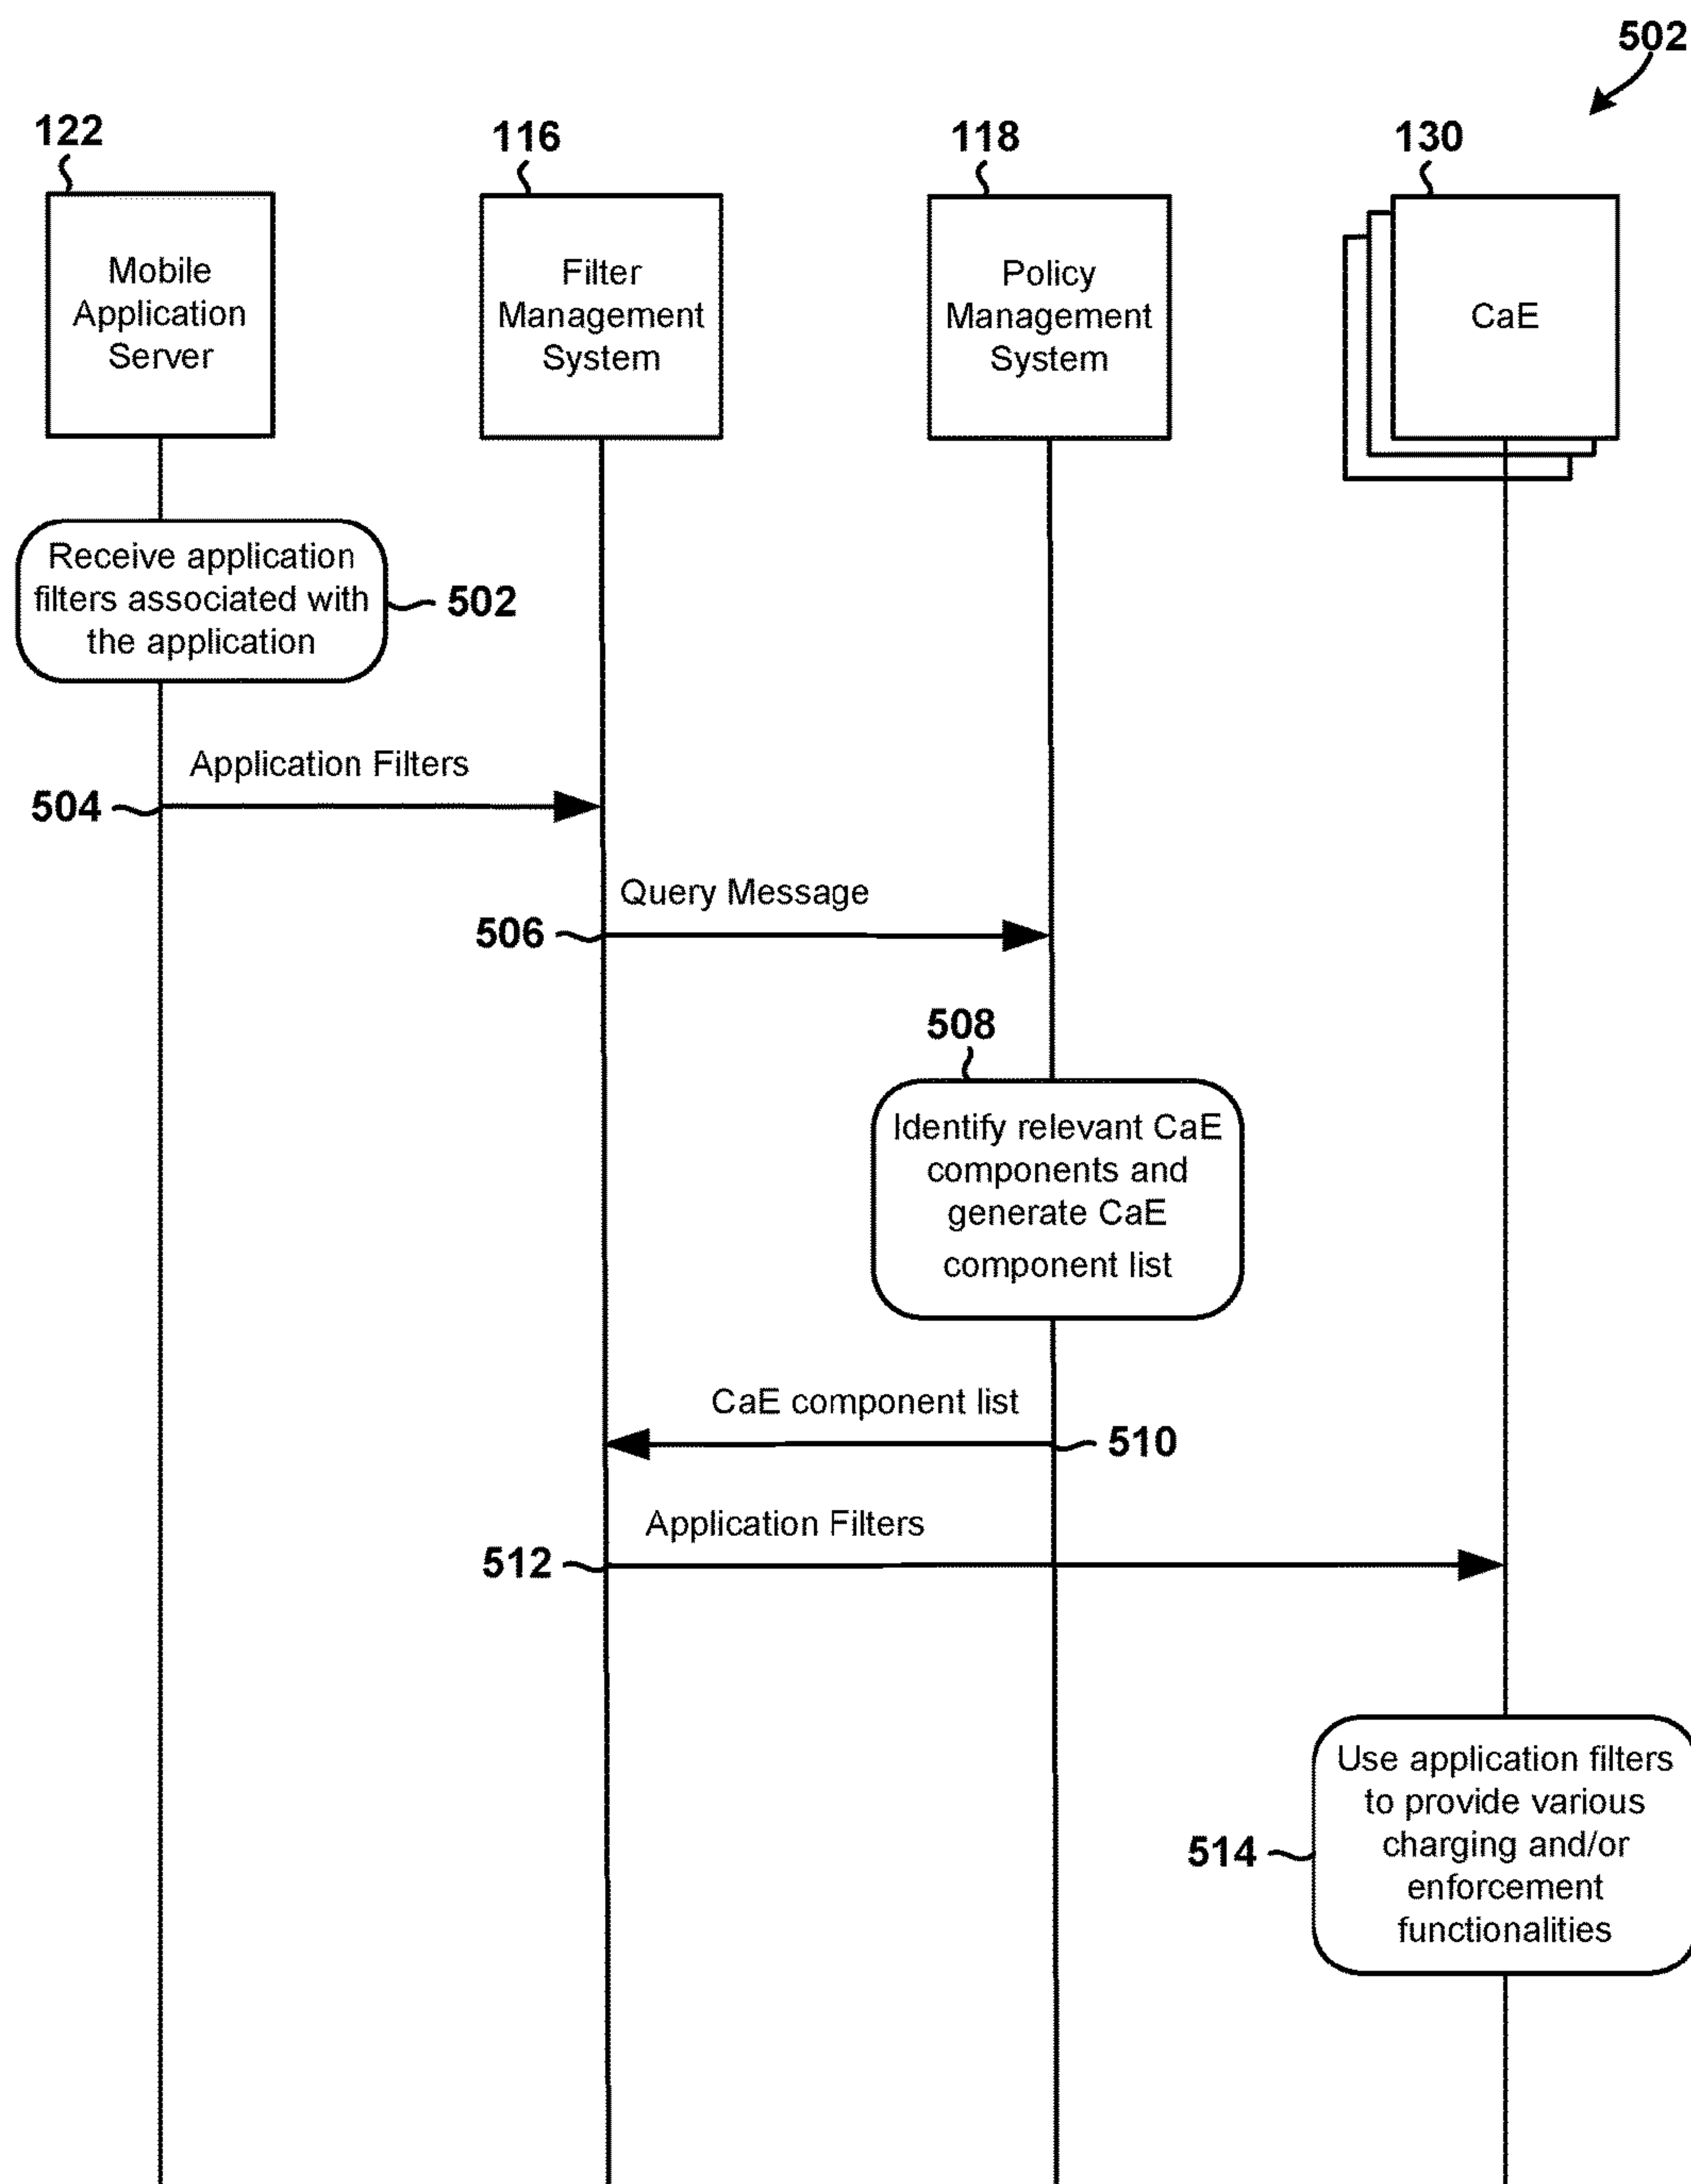 502
122
116
118
130
Mobile
Application
Server
Filter
Management
System
Policy
Management
System
CaE
Receive application
filters associated with
the application
502
Application Filters
504
Query Message
506
508
Identify relevant CaE
components and
generate CaE
component list
CaE component list
510
Application Filters
512
Use application filters
to provide various
charging and/or
enforcement
functionalities
514